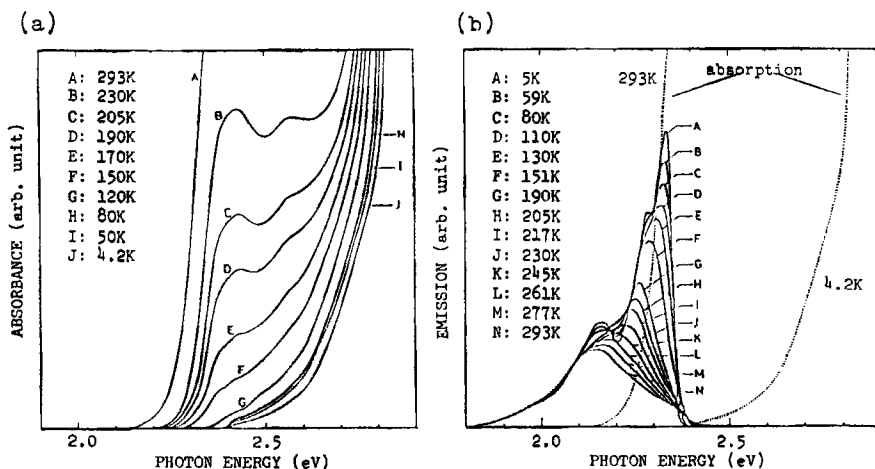 (a)
ABSORBANCE (arb. unit)
A: 293K
B: 230K
C: 205K
D: 190K
E: 170K
F: 150K
G: 120K
H: 80K
I: 50K
J: 4.2K
A
B
C
D
E
F
G
H
I
J
2.0
2.5
PHOTON ENERGY (eV)
(b)
EMISSION (arb. unit)
A: 5K
B: 59K
C: 80K
D: 110K
E: 130K
F: 151K
G: 190K
H: 205K
I: 217K
J: 230K
K: 245K
L: 261K
M: 277K
N: 293K
293K
absorption
A
B
C
D
E
F
G
H
I
J
K
L
M
N
4.2K
2.0
2.5
PHOTON ENERGY (eV)